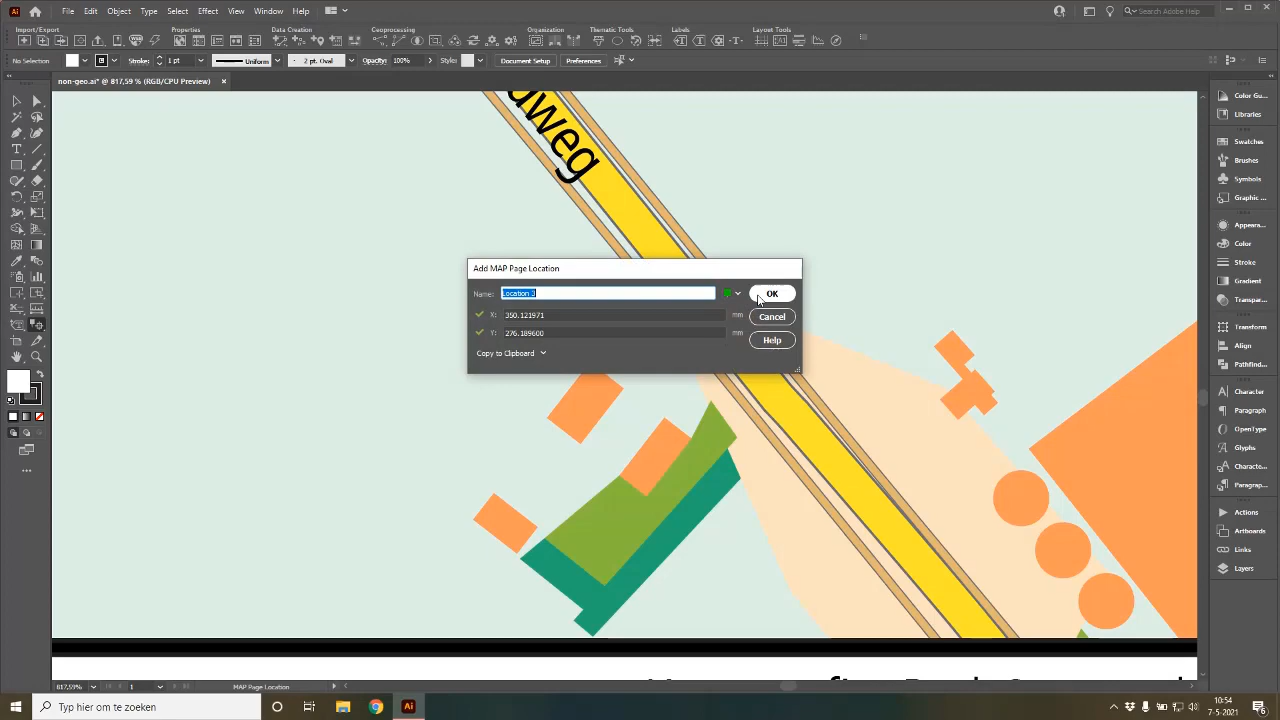 File Edit Object Type Select Effect View Window Help
Search Adobe Help
Import/Export Properties Data Creation Geoprocessing Organization Thematic Tools Labels Layout Tools
No Selection Stroke: 1 pt Uniform 2 pt. Oval Opacity: 100% Style: Document Setup Preferences
non-geo.ai* @ 817,59 % (RGB/CPU Preview) ×
Color Gu...
Libraries
Swatches
Brushes
Symbols
Graphic ...
Appeara...
Color
Stroke
Gradient
Transpar...
Transform
Align
Pathfind...
Character
Paragraph
OpenType
Glyphs
Characte...
Paragrap...
Actions
Artboards
Links
Layers
Add MAP Page Location
Name: Location 1 OK
X: 350.121971 mm Cancel
Y: 276.189600 mm Help
Copy to Clipboard
817,59% 1 MAP Page Location
Typ hier om te zoeken
Ai
10:54
7-5-2021
6